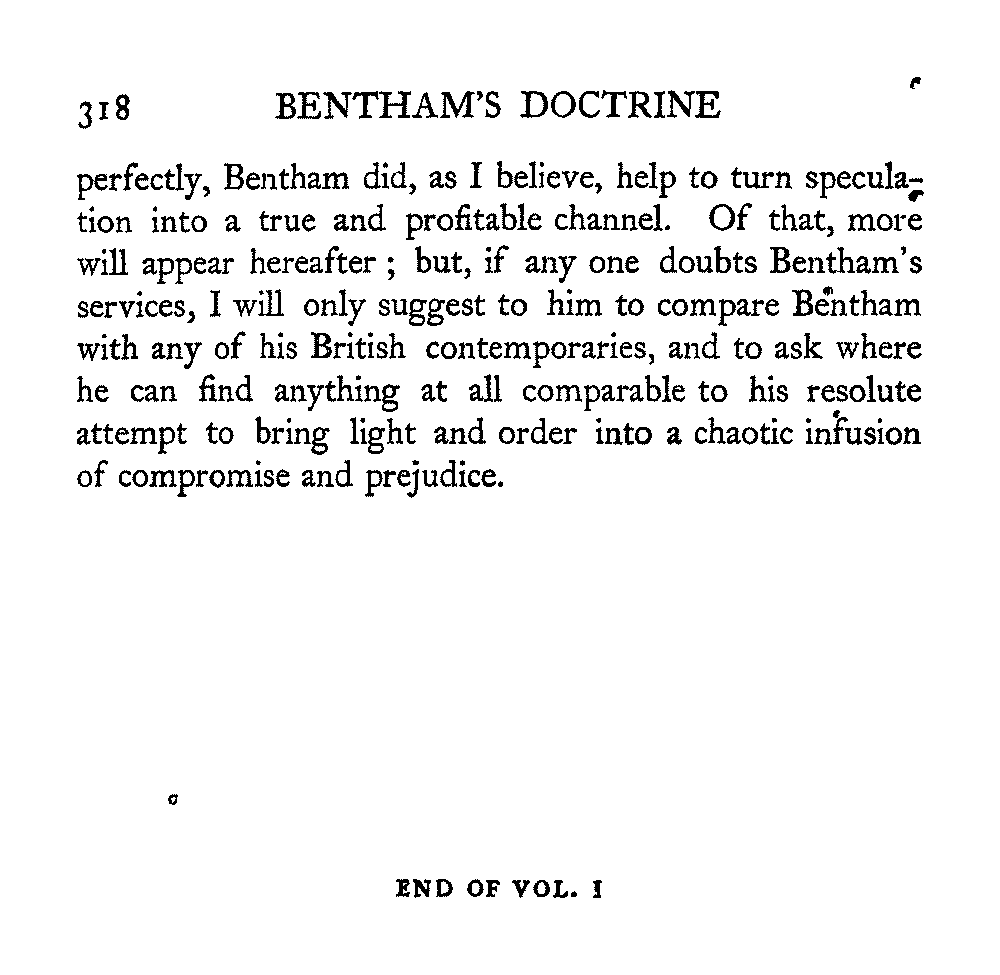 318 BENTHAM'S DOCTRINE
perfectly, Bentham did, as I believe, help to turn specula-
tion into a true and profitable channel. Of that, more
will appear hereafter ; but, if any one doubts Bentham's
services, I will only suggest to him to compare Bentham
with any of his British contemporaries, and to ask where
he can find anything at all comparable to his resolute
attempt to bring light and order into a chaotic infusion
of compromise and prejudice.
END OF VOL. I